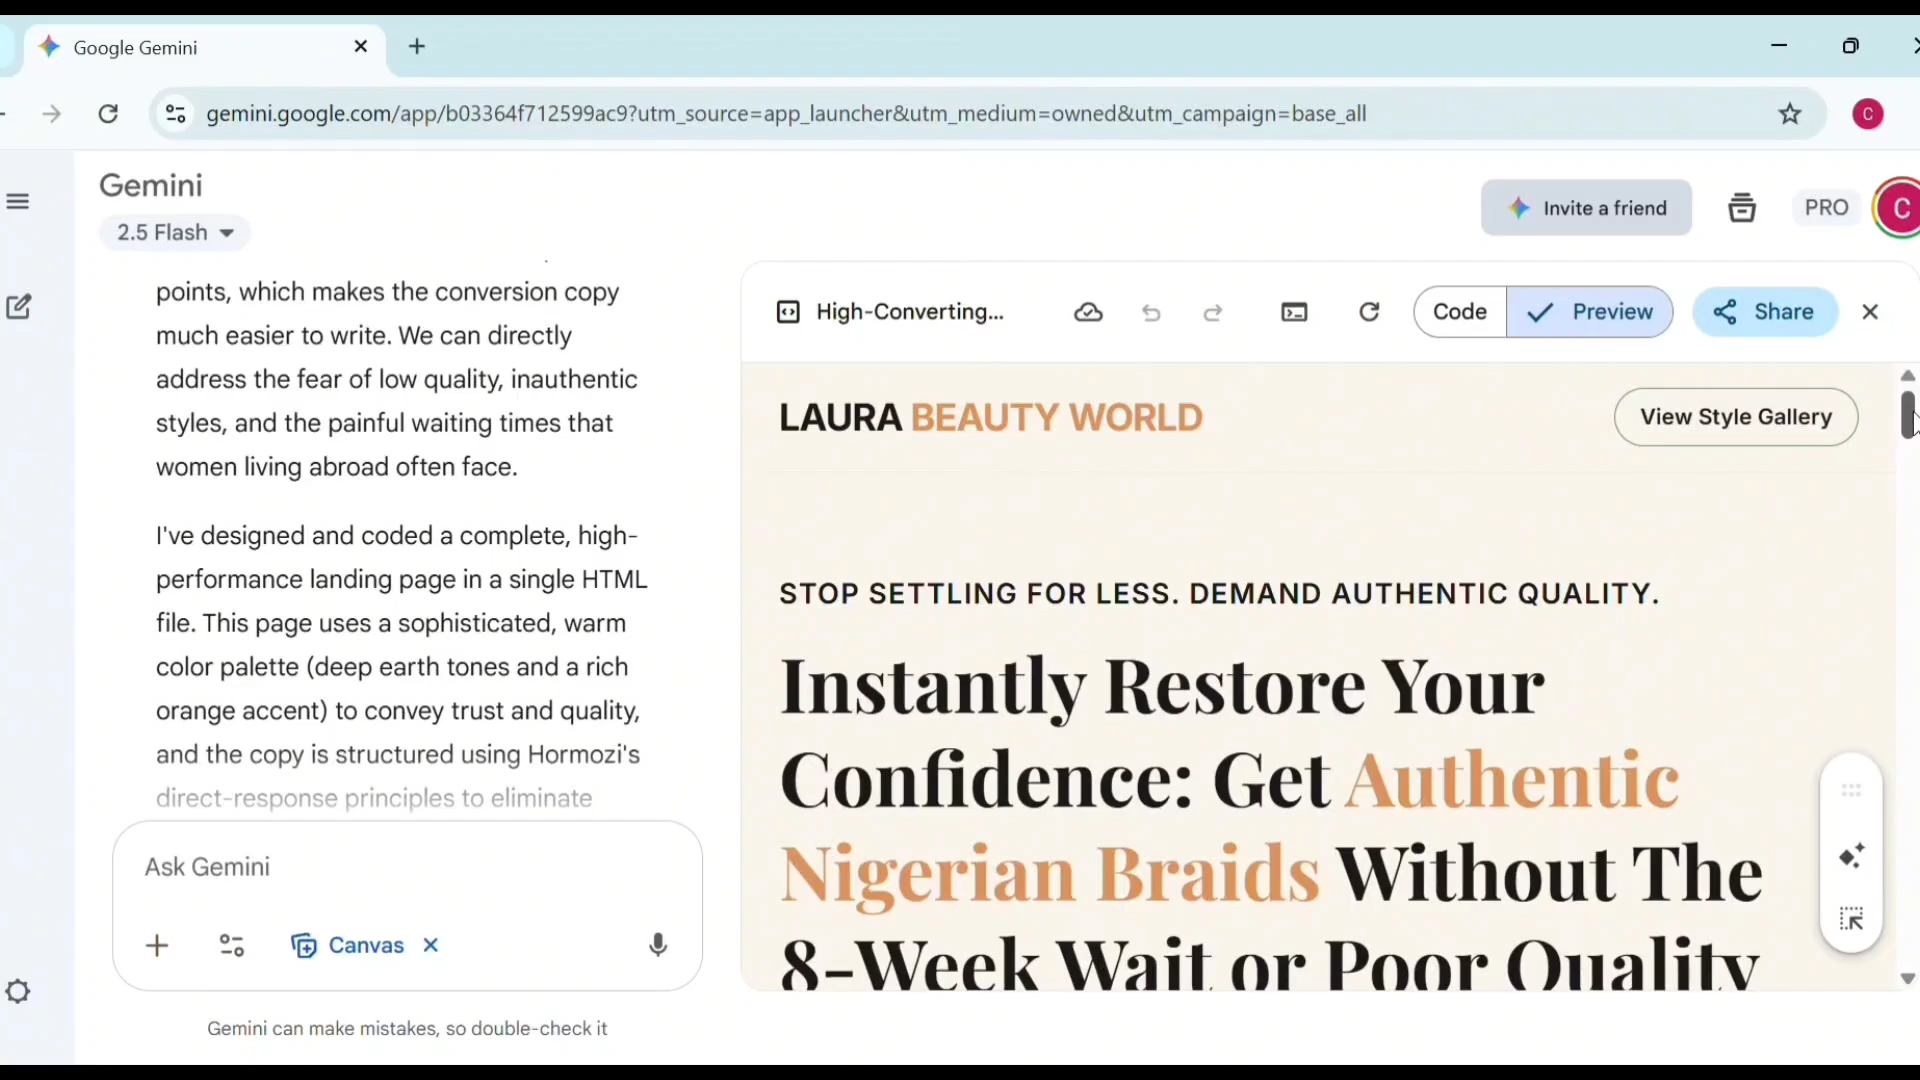 Google Gemini
gemini.google.com/app/b03364f712599ac9?utm_source=app_launcher&utm_medium=owned&utm_campaign=base_all
C
Gemini
2.5 Flash
Invite a friend
PRO
C
points, which makes the conversion copy
much easier to write. We can directly
address the fear of low quality, inauthentic
styles, and the painful waiting times that
women living abroad often face.
I've designed and coded a complete, high-
performance landing page in a single HTML
file. This page uses a sophisticated, warm
color palette (deep earth tones and a rich
orange accent) to convey trust and quality,
and the copy is structured using Hormozi's
direct-response principles to eliminate
Ask Gemini
Canvas
Gemini can make mistakes, so double-check it
High-Converting...
Code
Preview
Share
LAURA BEAUTY WORLD
View Style Gallery
STOP SETTLING FOR LESS. DEMAND AUTHENTIC QUALITY.
Instantly Restore Your
Confidence: Get Authentic
Nigerian Braids Without The
8-Week Wait or Poor Quality